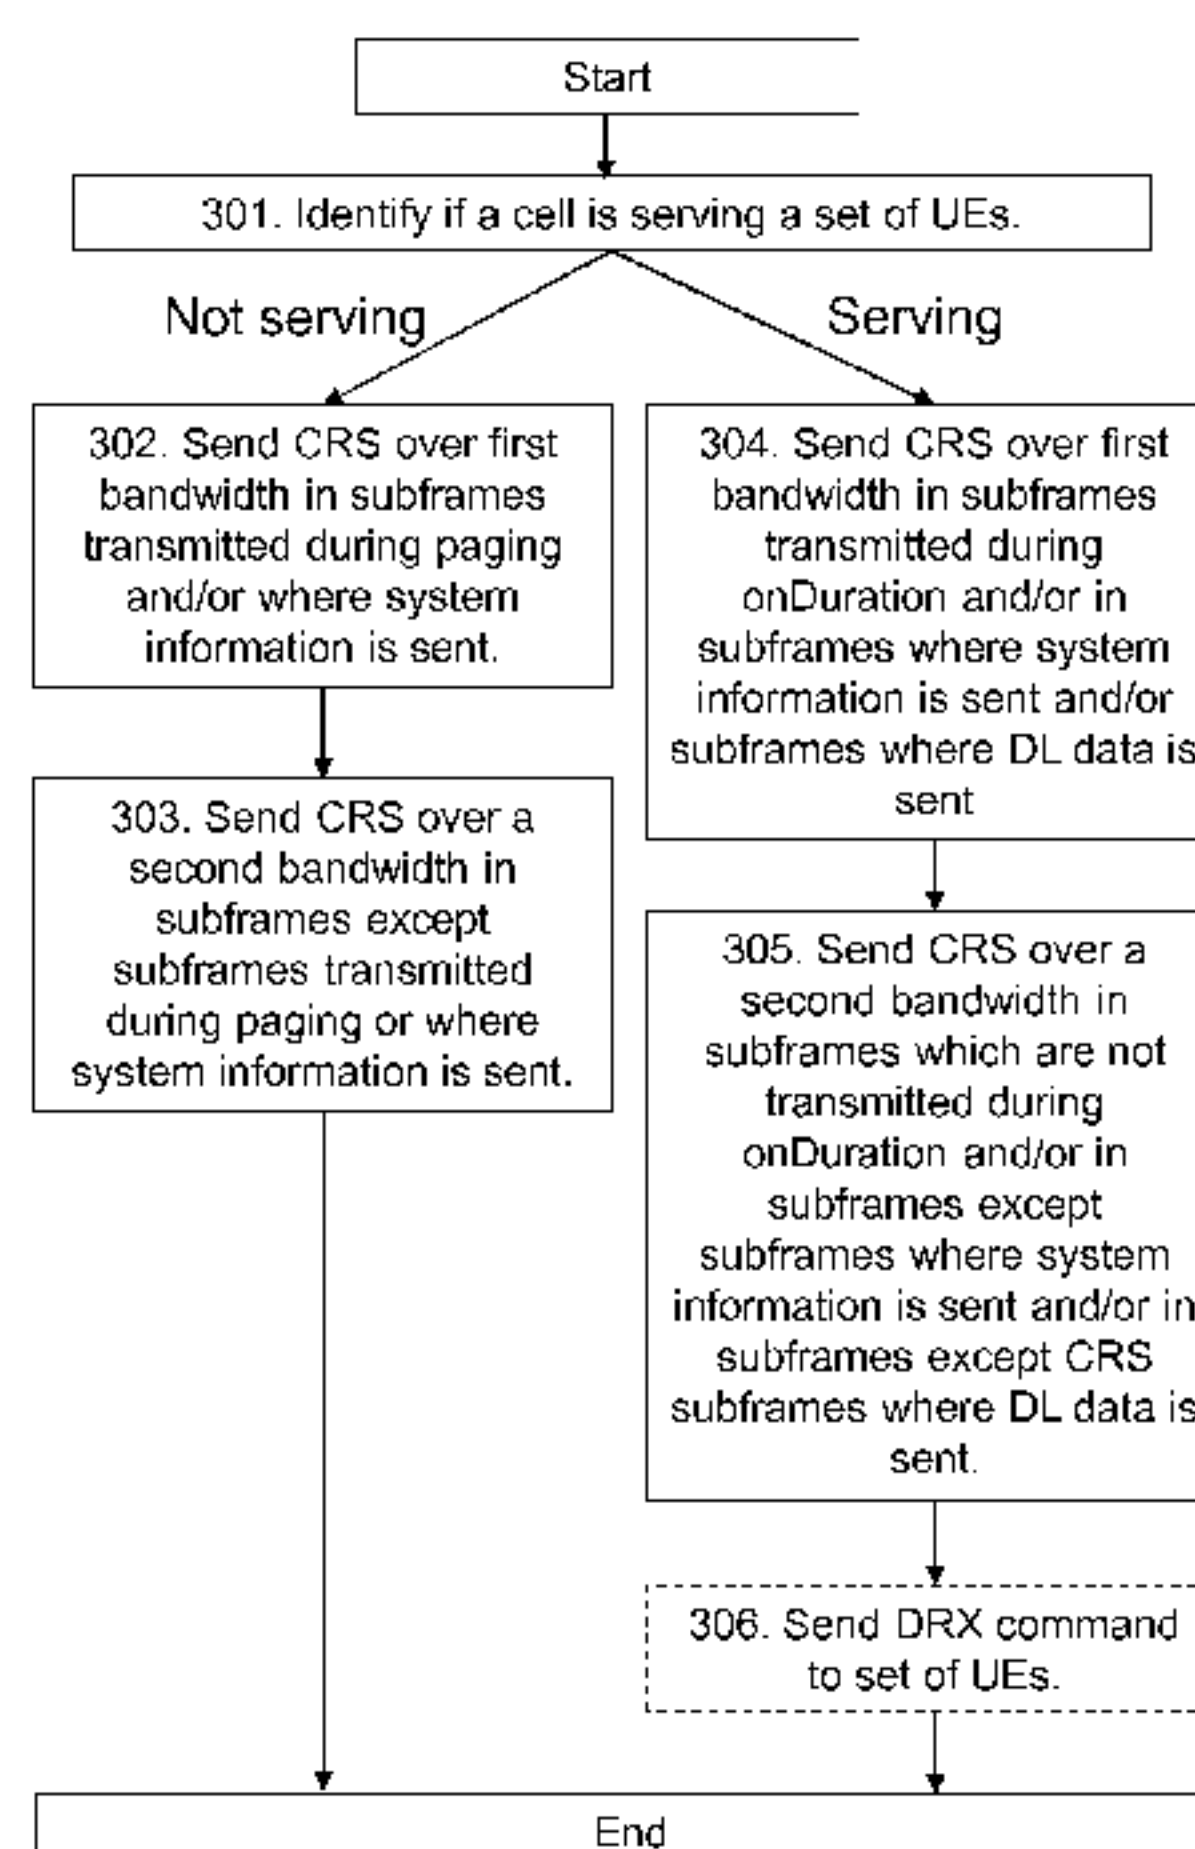 Start
301. Identify if a cell is serving a set of UEs.
Not serving
Serving
302. Send CRS over first
bandwidth in subframes
transmitted during paging
and/or where system
information is sent.
303. Send CRS over a
second bandwidth in
subframes except
subframes transmitted
during paging or where
system information is sent.
304. Send CRS over first
bandwidth in subframes
transmitted during
onDuration and/or in
subframes where system
information is sent and/or
subframes where DL data is
sent
305. Send CRS over a
second bandwidth in
subframes which are not
transmitted during
onDuration and/or in
subframes except
subframes where system
information is sent and/or in
subframes except CRS
subframes where DL data is
sent.
306. Send DRX command
to set of UEs.
End